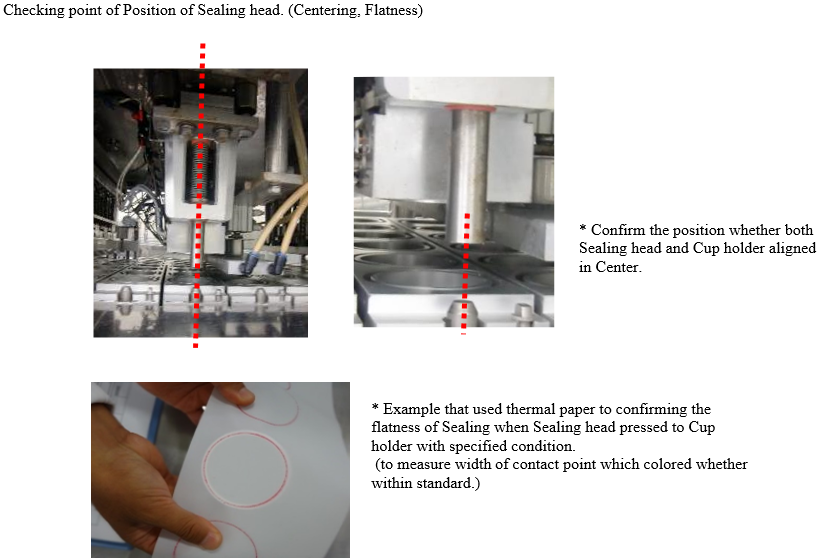 Checking point of Position of Sealing head. (Centering, Flatness)
* Confirm the position whether both
Sealing head and Cup holder aligned
in Center.
* Example that used thermal paper to confirming the
flatness of Sealing when Sealing head pressed to Cup
holder with specified condition.
(to measure width of contact point which colored whether
within standard.)